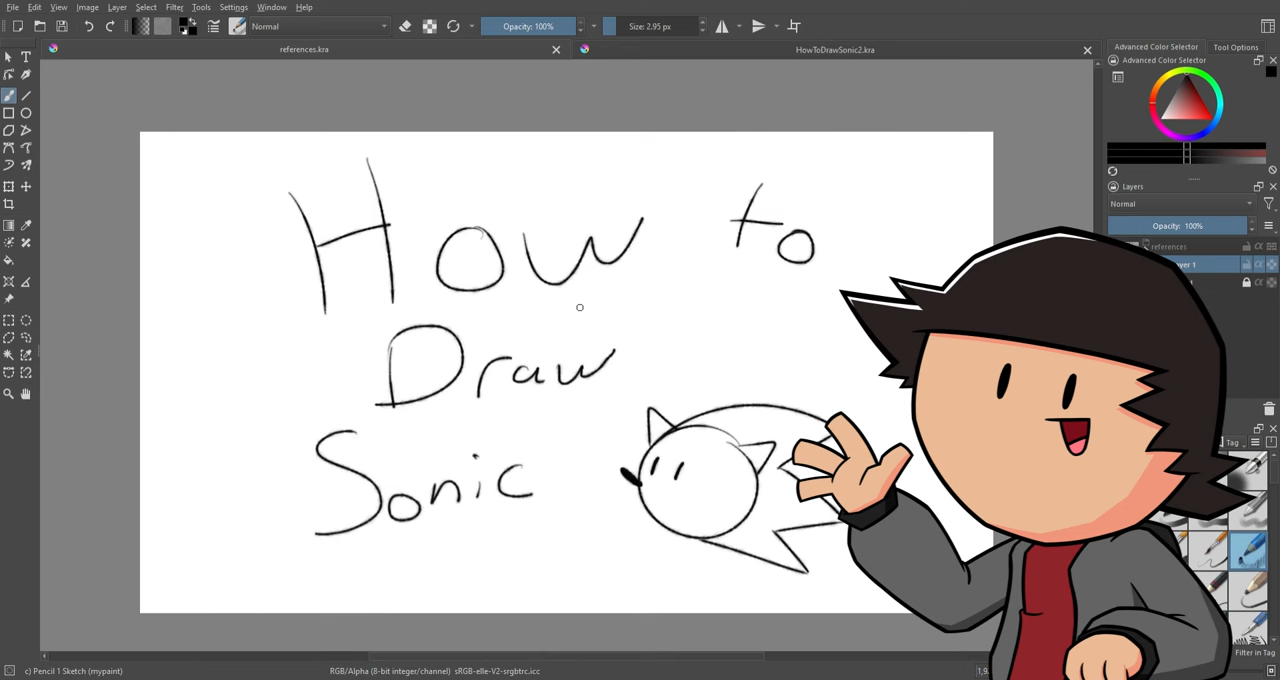 File Edit View Image Layer Select Filter Tools Settings Window Help
Normal Opacity: 100% Size: 2.95 px
references.kra HowToDrawSonic2.kra
Advanced Color Selector Tool Options
Advanced Color Selector
Layers
Normal
Opacity: 100%
references
How to
Draw
Sonic
Tag
Filter in Tag
c) Pencil 1 Sketch (mypaint) RGB/Alpha (8-bit integer/channel) sRGB-elle-V2-srgbtrc.icc